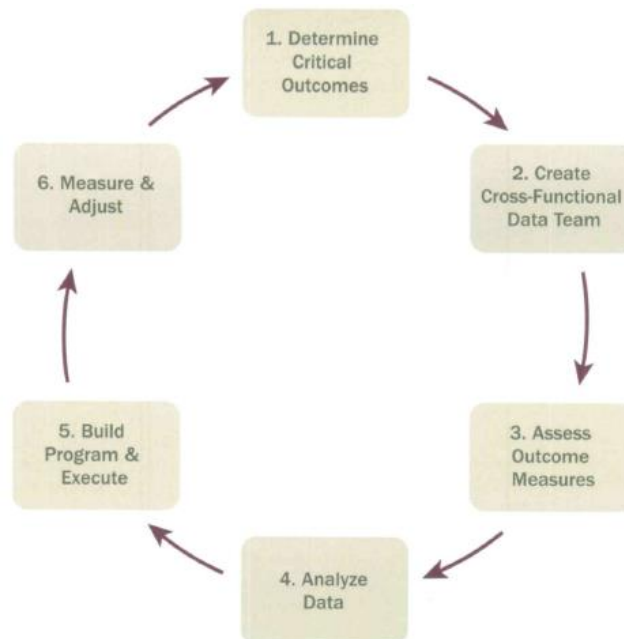 1. Determine
Critical
Outcomes
2. Create
Cross-Functional
Data Team
3. Assess
Outcome
Measures
4. Analyze
Data
5. Build
Program &
Execute
6. Measure &
Adjust